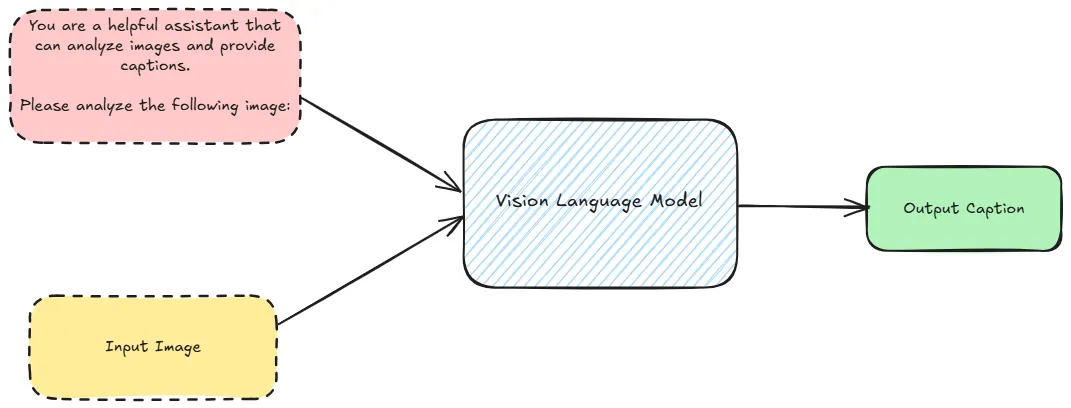 You are a helpful assistant that
can analyze images and provide
captions.
Please analyze the following image:
Vision Language Model
Output Caption
Input Image